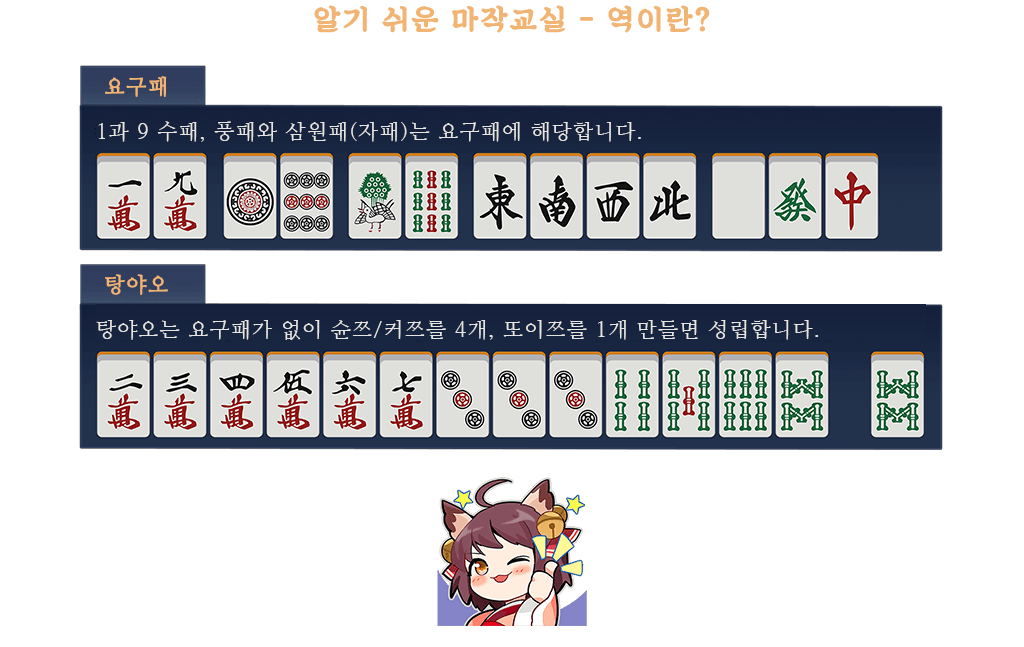 알기 쉬운 마작교실 - 역이란?
요구패
1과 9 수패, 풍패와 삼원패(자패)는 요구패에 해당합니다.
一萬 九萬 東 南 西 北 發 中
탕야오
탕야오는 요구패가 없이 슌쯔/커쯔를 4개, 또이쯔를 1개 만들면 성립합니다.
二萬 三萬 四萬 伍萬 六萬 七萬